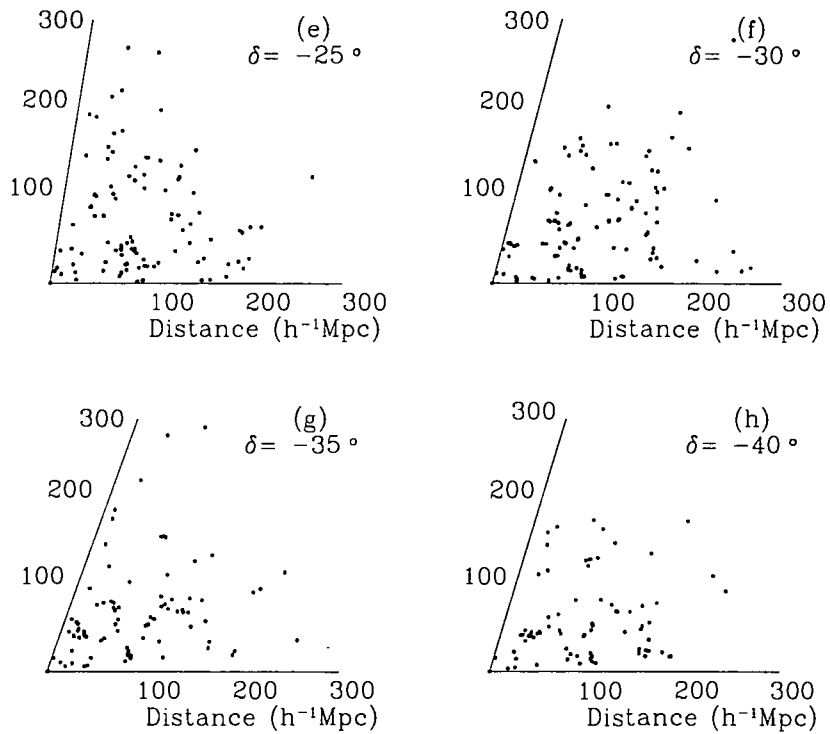 300
(e)
δ= −25 °
200
100
100 200 300
Distance (h⁻¹Mpc)
300
(f)
δ= −30 °
200
100
100 200 300
Distance (h⁻¹Mpc)
300
(g)
δ= −35 °
200
100
100 200 300
Distance (h⁻¹Mpc)
300
(h)
δ= −40 °
200
100
100 200 300
Distance (h⁻¹Mpc)